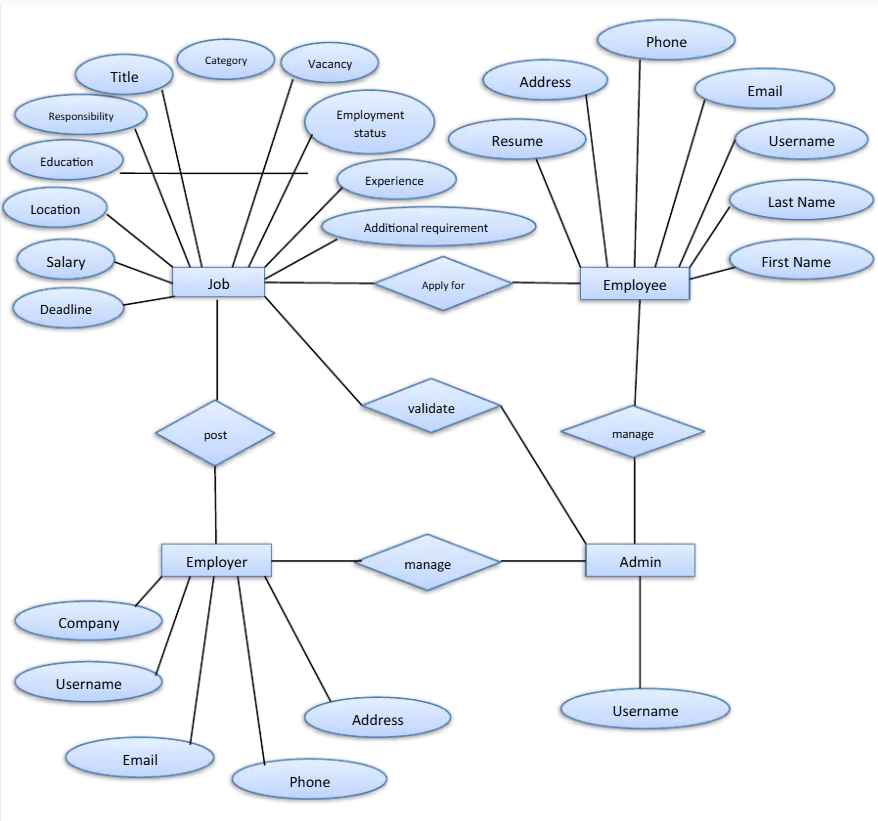 Phone
Category
Vacancy
Title
Address
Email
Responsibility
Employment
status
Resume
Username
Education
Experience
Last Name
Location
Additional requirement
Salary
First Name
Job
Apply for
Employee
Deadline
validate
post
manage
Employer
manage
Admin
Company
Username
Address
Username
Email
Phone